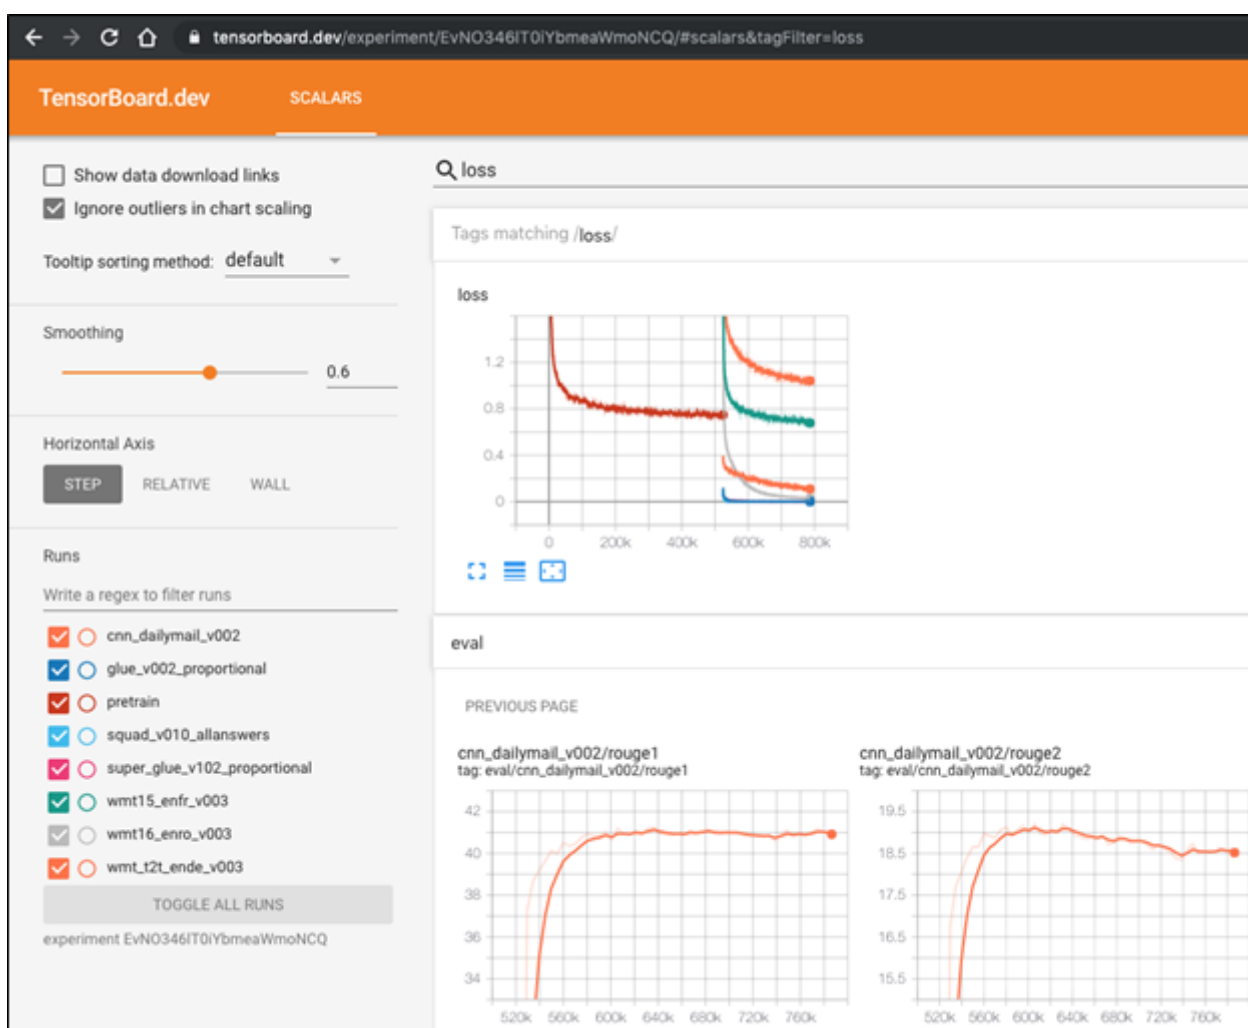 tensorboard.dev/experiment/EvNO346lT0iYbmeaWmoNCQ/#scalars&tagFilter=loss
TensorBoard.dev SCALARS
Show data download links
Ignore outliers in chart scaling
Tooltip sorting method: default
Smoothing
0.6
Horizontal Axis
STEP RELATIVE WALL
Runs
Write a regex to filter runs
cnn_dailymail_v002
glue_v002_proportional
pretrain
squad_v010_allanswers
super_glue_v102_proportional
wmt15_enfr_v003
wmt16_enro_v003
wmt_t2t_ende_v003
TOGGLE ALL RUNS
experiment EvNO346lT0iYbmeaWmoNCQ
loss
Tags matching /loss/
loss
1.2
0.8
0.4
0
0 200k 400k 600k 800k
eval
PREVIOUS PAGE
cnn_dailymail_v002/rouge1
tag: eval/cnn_dailymail_v002/rouge1
42
40
38
36
34
520k 560k 600k 640k 680k 720k 760k
cnn_dailymail_v002/rouge2
tag: eval/cnn_dailymail_v002/rouge2
19.5
18.5
17.5
16.5
15.5
520k 560k 600k 640k 680k 720k 760k